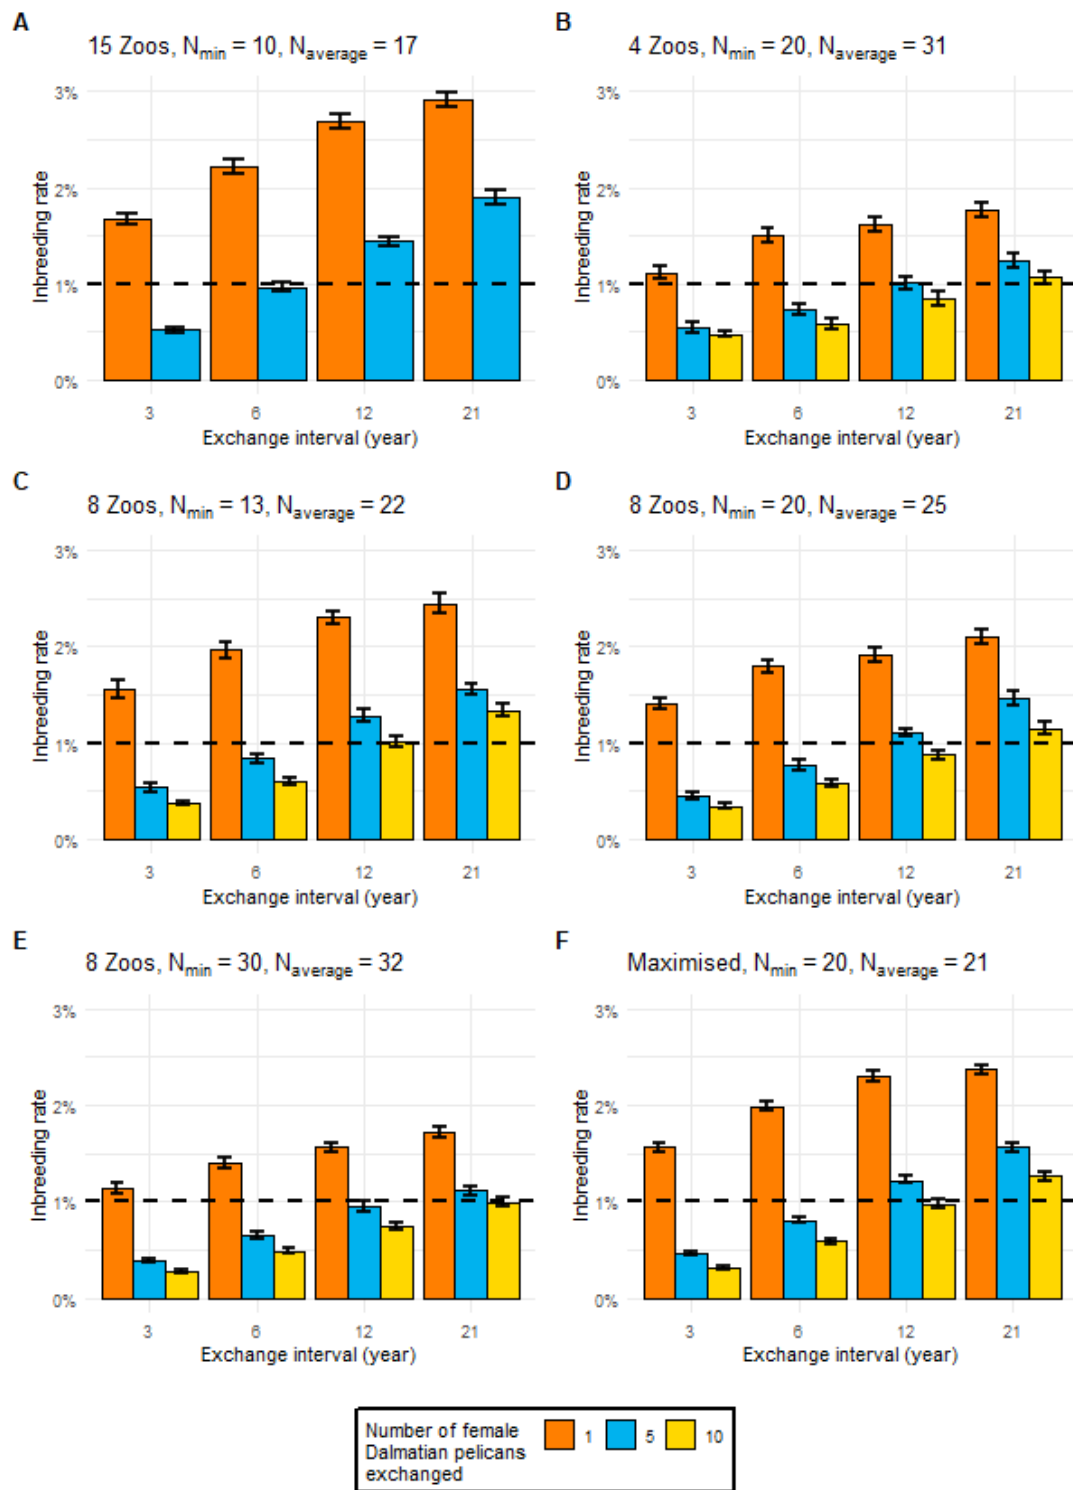 A
15 Zoos, Nmin = 10, Naverage = 17
3%
2%
1%
0%
Inbreeding rate
3 6 12 21
Exchange interval (year)
B
4 Zoos, Nmin = 20, Naverage = 31
3%
2%
1%
0%
Inbreeding rate
3 6 12 21
Exchange interval (year)
C
8 Zoos, Nmin = 13, Naverage = 22
3%
2%
1%
0%
Inbreeding rate
3 6 12 21
Exchange interval (year)
D
8 Zoos, Nmin = 20, Naverage = 25
3%
2%
1%
0%
Inbreeding rate
3 6 12 21
Exchange interval (year)
E
8 Zoos, Nmin = 30, Naverage = 32
3%
2%
1%
0%
Inbreeding rate
3 6 12 21
Exchange interval (year)
F
Maximised, Nmin = 20, Naverage = 21
3%
2%
1%
0%
Inbreeding rate
3 6 12 21
Exchange interval (year)
Number of female
Dalmatian pelicans
exchanged
1 5 10